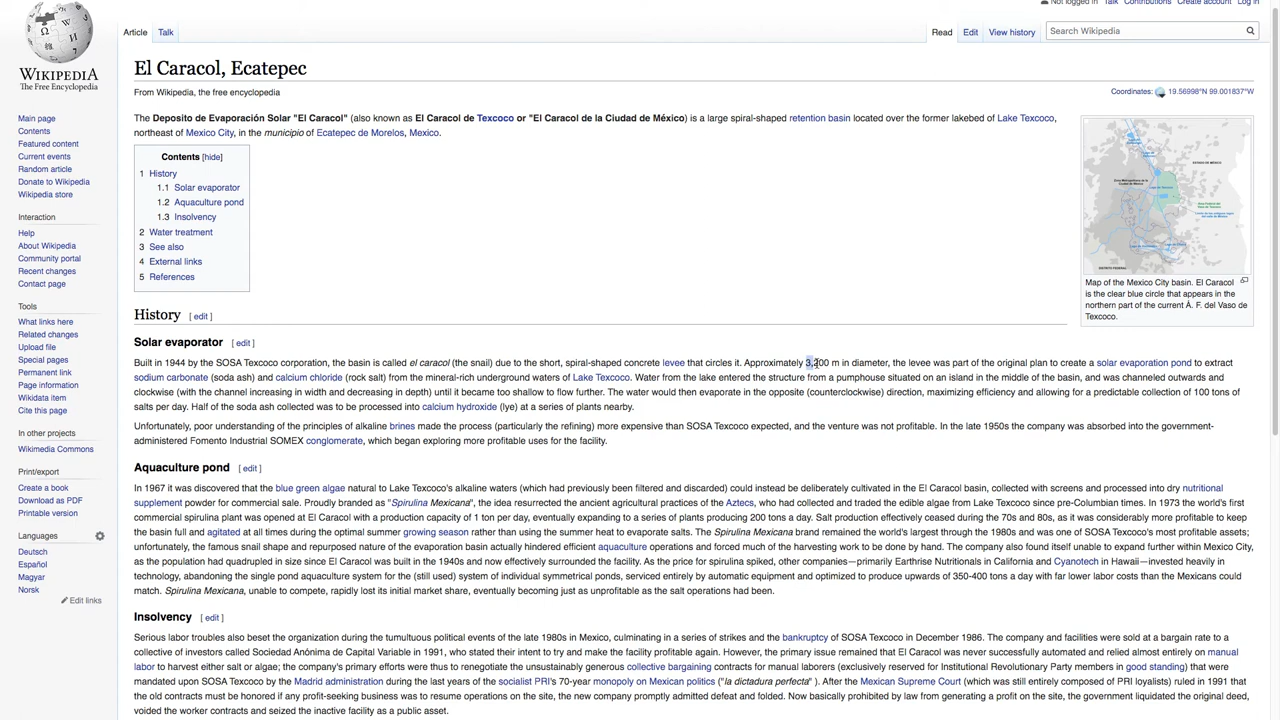 Not logged in Talk Contributions Create account Log in
Article Talk Read Edit View history Search Wikipedia
WIKIPEDIA
The Free Encyclopedia
El Caracol, Ecatepec
From Wikipedia, the free encyclopedia
Coordinates: 19.56998°N 99.001837°W
Main page
Contents
Featured content
Current events
Random article
Donate to Wikipedia
Wikipedia store
Interaction
Help
About Wikipedia
Community portal
Recent changes
Contact page
Tools
What links here
Related changes
Upload file
Special pages
Permanent link
Page information
Wikidata item
Cite this page
In other projects
Wikimedia Commons
Print/export
Create a book
Download as PDF
Printable version
Languages
Deutsch
Español
Magyar
Norsk
Edit links
The Deposito de Evaporación Solar "El Caracol" (also known as El Caracol de Texcoco or "El Caracol de la Ciudad de México) is a large spiral-shaped retention basin located over the former lakebed of Lake Texcoco,
northeast of Mexico City, in the municipio of Ecatepec de Morelos, Mexico.
Contents [hide]
1 History
1.1 Solar evaporator
1.2 Aquaculture pond
1.3 Insolvency
2 Water treatment
3 See also
4 External links
5 References
Map of the Mexico City basin. El Caracol
is the clear blue circle that appears in the
northern part of the current Á. F. del Vaso de
Texcoco.
History [ edit ]
Solar evaporator [ edit ]
Built in 1944 by the SOSA Texcoco corporation, the basin is called el caracol (the snail) due to the short, spiral-shaped concrete levee that circles it. Approximately 3,200 m in diameter, the levee was part of the original plan to create a solar evaporation pond to extract
sodium carbonate (soda ash) and calcium chloride (rock salt) from the mineral-rich underground waters of Lake Texcoco. Water from the lake entered the structure from a pumphouse situated on an island in the middle of the basin, and was channeled outwards and
clockwise (with the channel increasing in width and decreasing in depth) until it became too shallow to flow further. The water would then evaporate in the opposite (counterclockwise) direction, maximizing efficiency and allowing for a predictable collection of 100 tons of
salts per day. Half of the soda ash collected was to be processed into calcium hydroxide (lye) at a series of plants nearby.
Unfortunately, poor understanding of the principles of alkaline brines made the process (particularly the refining) more expensive than SOSA Texcoco expected, and the venture was not profitable. In the late 1950s the company was absorbed into the government-
administered Fomento Industrial SOMEX conglomerate, which began exploring more profitable uses for the facility.
Aquaculture pond [ edit ]
In 1967 it was discovered that the blue green algae natural to Lake Texcoco's alkaline waters (which had previously been filtered and discarded) could instead be deliberately cultivated in the El Caracol basin, collected with screens and processed into dry nutritional
supplement powder for commercial sale. Proudly branded as "Spirulina Mexicana", the idea resurrected the ancient agricultural practices of the Aztecs, who had collected and traded the edible algae from Lake Texcoco since pre-Columbian times. In 1973 the world's first
commercial spirulina plant was opened at El Caracol with a production capacity of 1 ton per day, eventually expanding to a series of plants producing 200 tons a day. Salt production effectively ceased during the 70s and 80s, as it was considerably more profitable to keep
the basin full and agitated at all times during the optimal summer growing season rather than using the summer heat to evaporate salts. The Spirulina Mexicana brand remained the world's largest through the 1980s and was one of SOSA Texcoco's most profitable assets;
unfortunately, the famous snail shape and repurposed nature of the evaporation basin actually hindered efficient aquaculture operations and forced much of the harvesting work to be done by hand. The company also found itself unable to expand further within Mexico City,
as the population had quadrupled in size since El Caracol was built in the 1940s and now effectively surrounded the facility. As the price for spirulina spiked, other companies—primarily Earthrise Nutritionals in California and Cyanotech in Hawaii—invested heavily in
technology, abandoning the single pond aquaculture system for the (still used) system of individual symmetrical ponds, serviced entirely by automatic equipment and optimized to produce upwards of 350-400 tons a day with far lower labor costs than the Mexicans could
match. Spirulina Mexicana, unable to compete, rapidly lost its initial market share, eventually becoming just as unprofitable as the salt operations had been.
Insolvency [ edit ]
Serious labor troubles also beset the organization during the tumultuous political events of the late 1980s in Mexico, culminating in a series of strikes and the bankruptcy of SOSA Texcoco in December 1986. The company and facilities were sold at a bargain rate to a
collective of investors called Sociedad Anónima de Capital Variable in 1991, who stated their intent to try and make the facility profitable again. However, the primary issue remained that El Caracol was never successfully automated and relied almost entirely on manual
labor to harvest either salt or algae; the company's primary efforts were thus to renegotiate the unsustainably generous collective bargaining contracts for manual laborers (exclusively reserved for Institutional Revolutionary Party members in good standing) that were
mandated upon SOSA Texcoco by the Madrid administration during the last years of the socialist PRI's 70-year monopoly on Mexican politics ("la dictadura perfecta" ). After the Mexican Supreme Court (which was still entirely composed of PRI loyalists) ruled in 1991 that
the old contracts must be honored if any profit-seeking business was to resume operations on the site, the new company promptly admitted defeat and folded. Now basically prohibited by law from generating a profit on the site, the government liquidated the original deed,
voided the worker contracts and seized the inactive facility as a public asset.